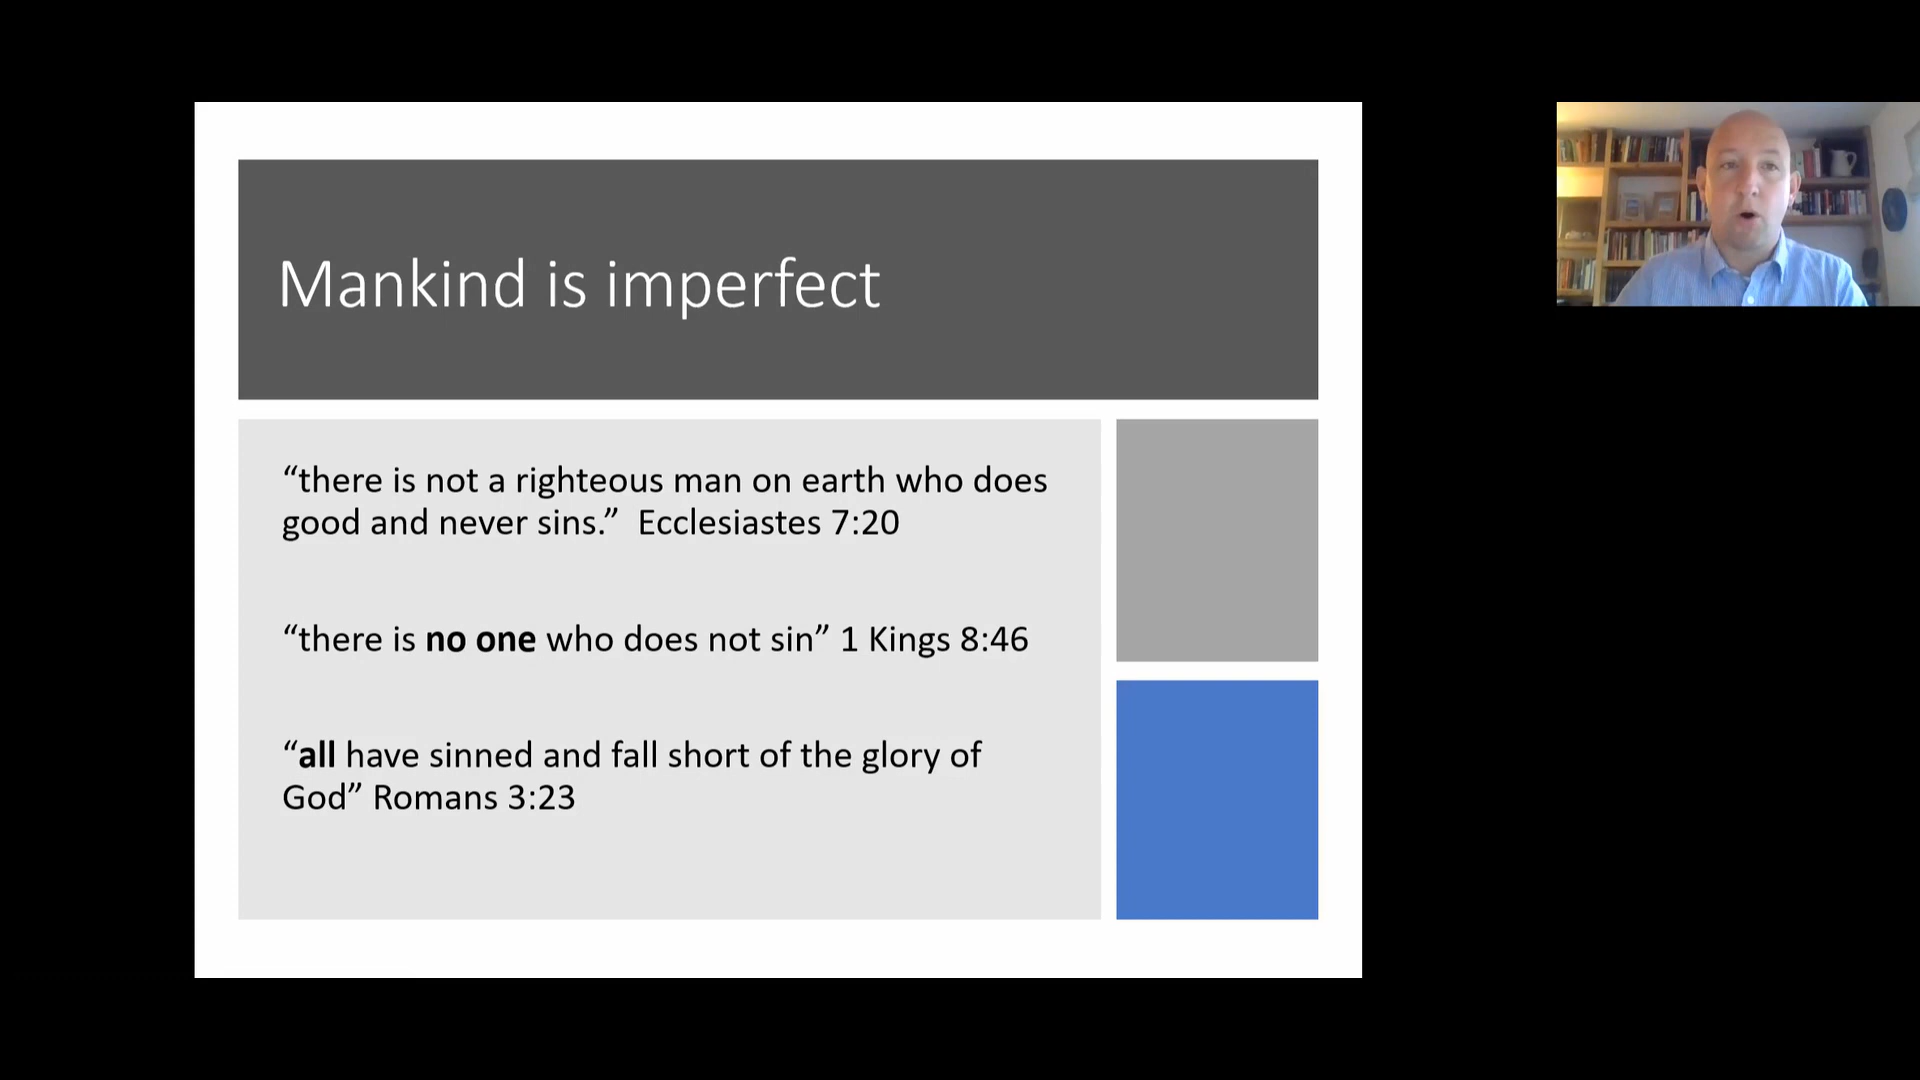 Mankind is imperfect
“there is not a righteous man on earth who does
good and never sins.”  Ecclesiastes 7:20
“there is no one who does not sin” 1 Kings 8:46
“all have sinned and fall short of the glory of
God” Romans 3:23